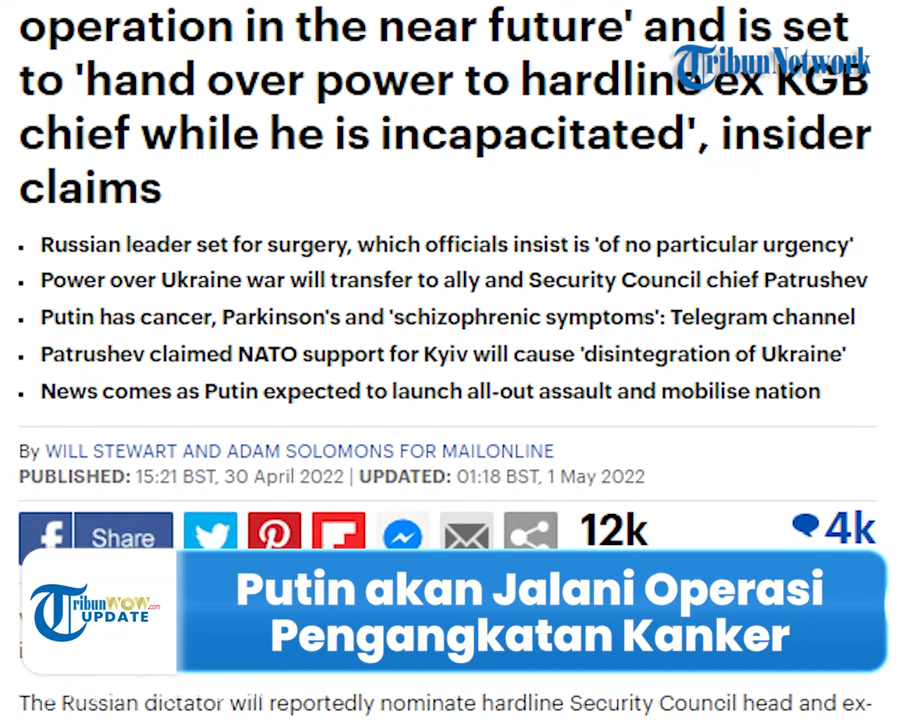 operation in the near future' and is set
to 'hand over power to hardline ex KGB
TribunNetwork
chief while he is incapacitated', insider
claims
Russian leader set for surgery, which officials insist is 'of no particular urgency'
Power over Ukraine war will transfer to ally and Security Council chief Patrushev
Putin has cancer, Parkinson's and 'schizophrenic symptoms': Telegram channel
Patrushev claimed NATO support for Kyiv will cause 'disintegration of Ukraine'
News comes as Putin expected to launch all-out assault and mobilise nation
By WILL STEWART AND ADAM SOLOMONS FOR MAILONLINE
PUBLISHED: 15:21 BST, 30 April 2022 | UPDATED: 01:18 BST, 1 May 2022
f Share 12k 4k
TribunWOW.com
UPDATE
Putin akan Jalani Operasi
Pengangkatan Kanker
The Russian dictator will reportedly nominate hardline Security Council head and ex-